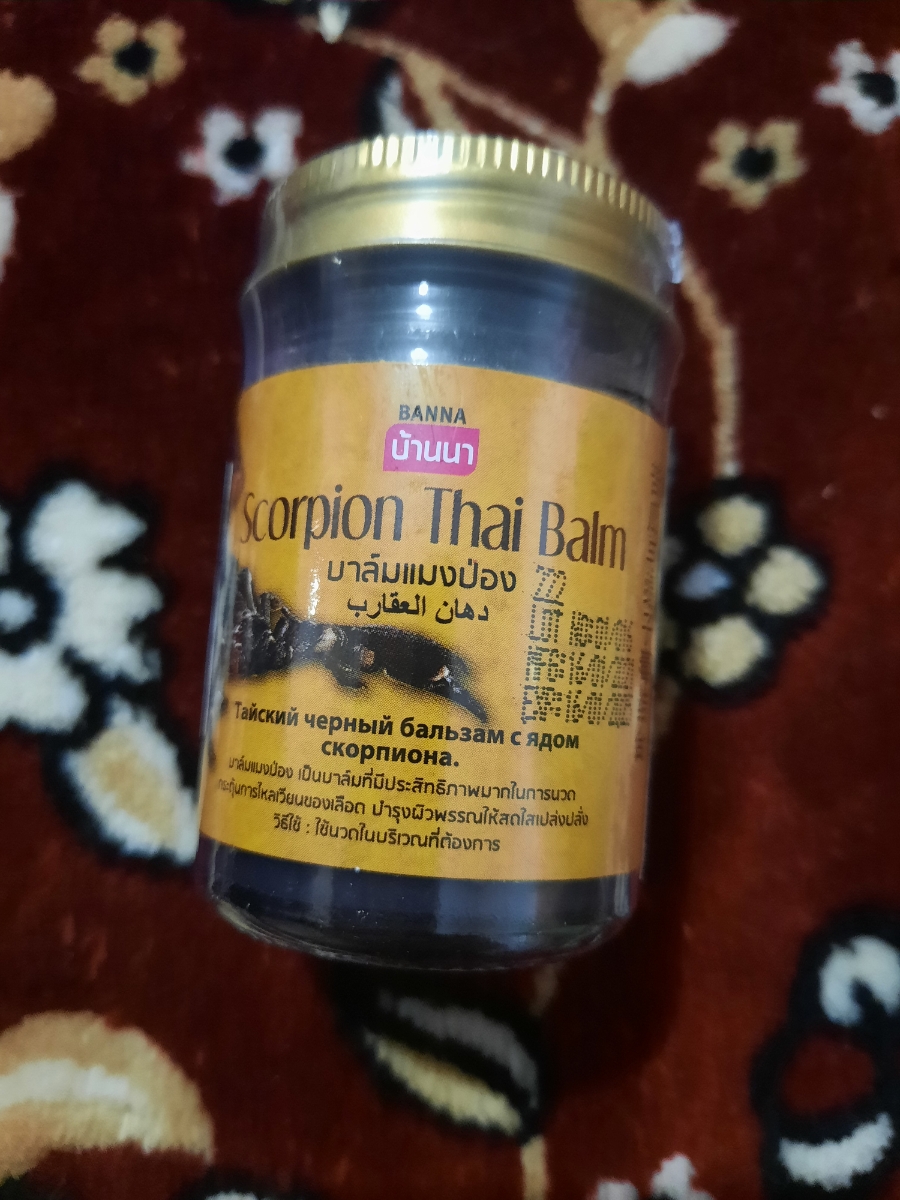 BANNA
บ้านนา
Scorpion Thai Balm
บาล์มแมงป่อง
دهان العقارب
222
LOT
Тайский черный бальзам с ядом
скорпиона.
บาล์มแมงป่อง เป็นบาล์มที่มีประสิทธิภาพมากในการนวด
กระตุ้นการไหลเวียนของเลือด บำรุงผิวพรรณให้สดใสเปล่งปลั่ง
วิธีใช้ : ใช้นวดในบริเวณที่ต้องการ